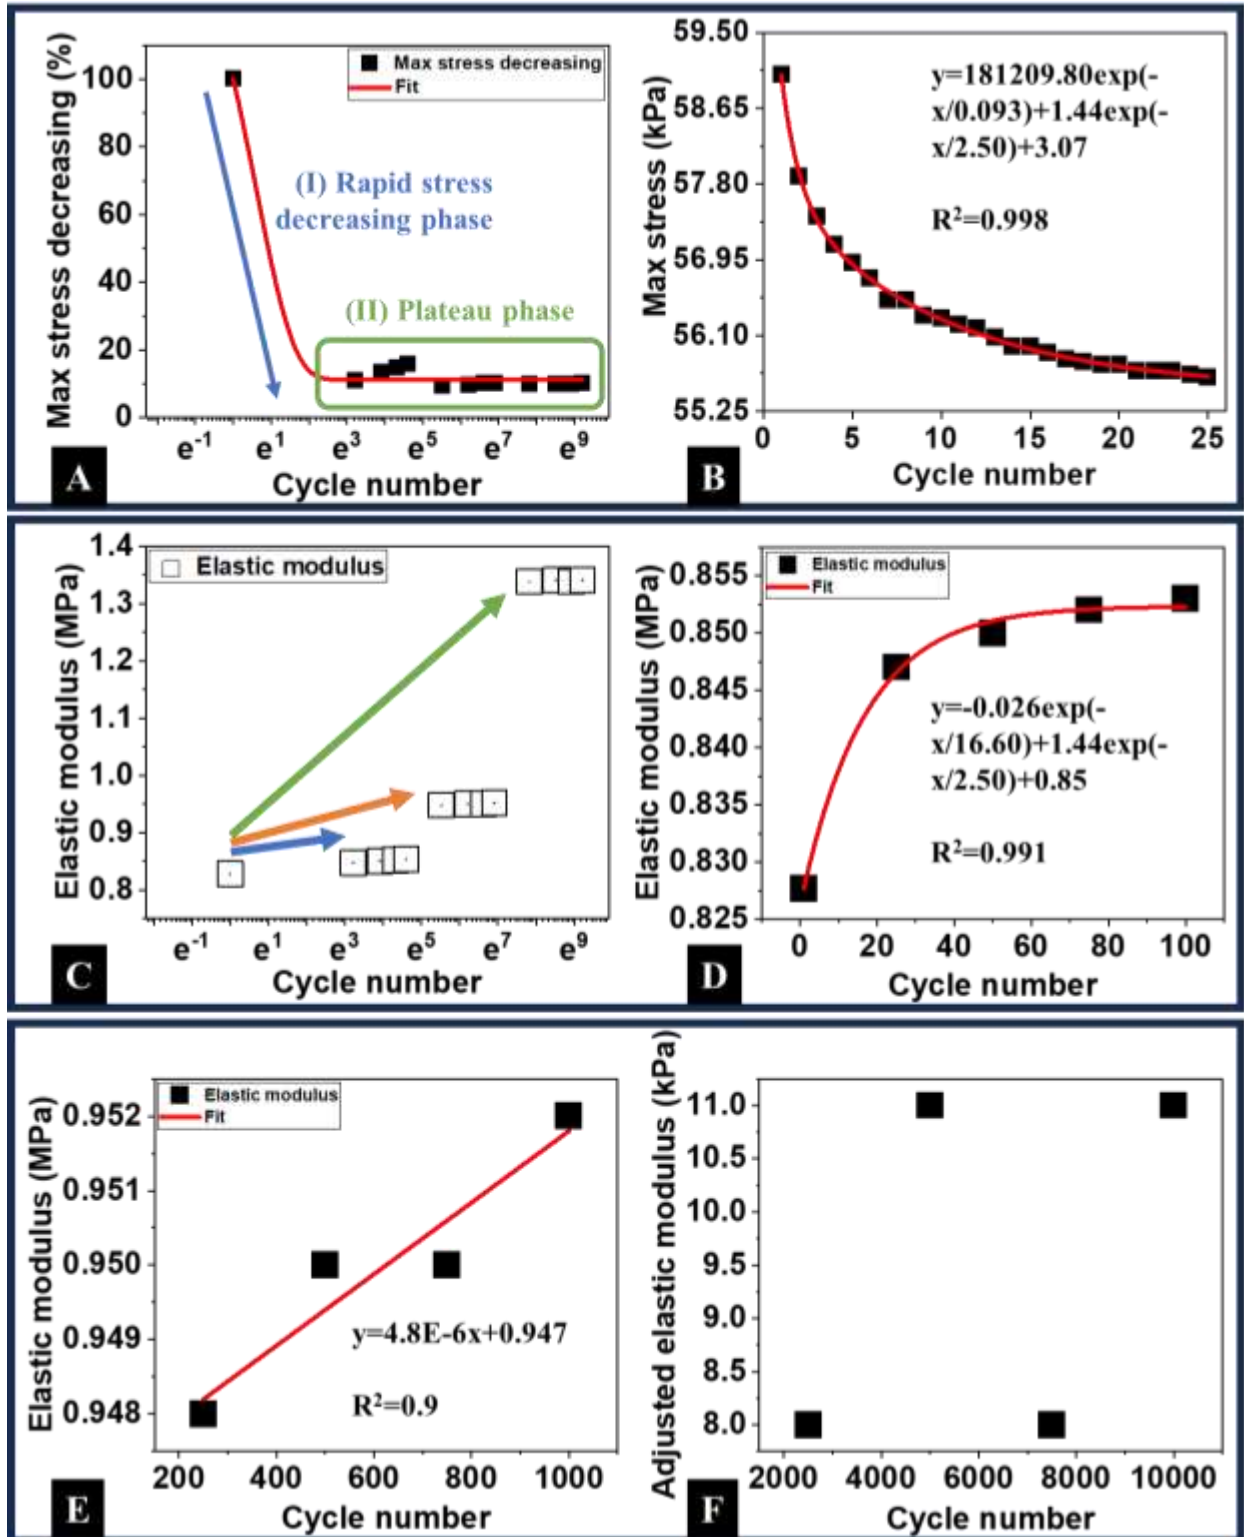 Max stress decreasing (%)
100
80
60
40
20
0
Max stress decreasing
Fit
(I) Rapid stress
decreasing phase
(II) Plateau phase
e-1
e1
e3
e5
e7
e9
Cycle number
A
Max stress (kPa)
59.50
58.65
57.80
56.95
56.10
55.25
y=181209.80exp(-
x/0.093)+1.44exp(-
x/2.50)+3.07
R2=0.998
0
5
10
15
20
25
Cycle number
B
Elastic modulus (MPa)
1.4
1.3
1.2
1.1
1.0
0.9
0.8
Elastic modulus
e-1
e1
e3
e5
e7
e9
Cycle number
C
Elastic modulus (MPa)
0.855
0.850
0.845
0.840
0.835
0.830
0.825
Elastic modulus
Fit
y=-0.026exp(-
x/16.60)+1.44exp(-
x/2.50)+0.85
R2=0.991
0
20
40
60
80
100
Cycle number
D
Elastic modulus (MPa)
0.952
0.951
0.950
0.949
0.948
Elastic modulus
Fit
y=4.8E-6x+0.947
R2=0.9
200
400
600
800
1000
Cycle number
E
Adjusted elastic modulus (kPa)
11.0
10.5
10.0
9.5
9.0
8.5
8.0
2000
4000
6000
8000
10000
Cycle number
F